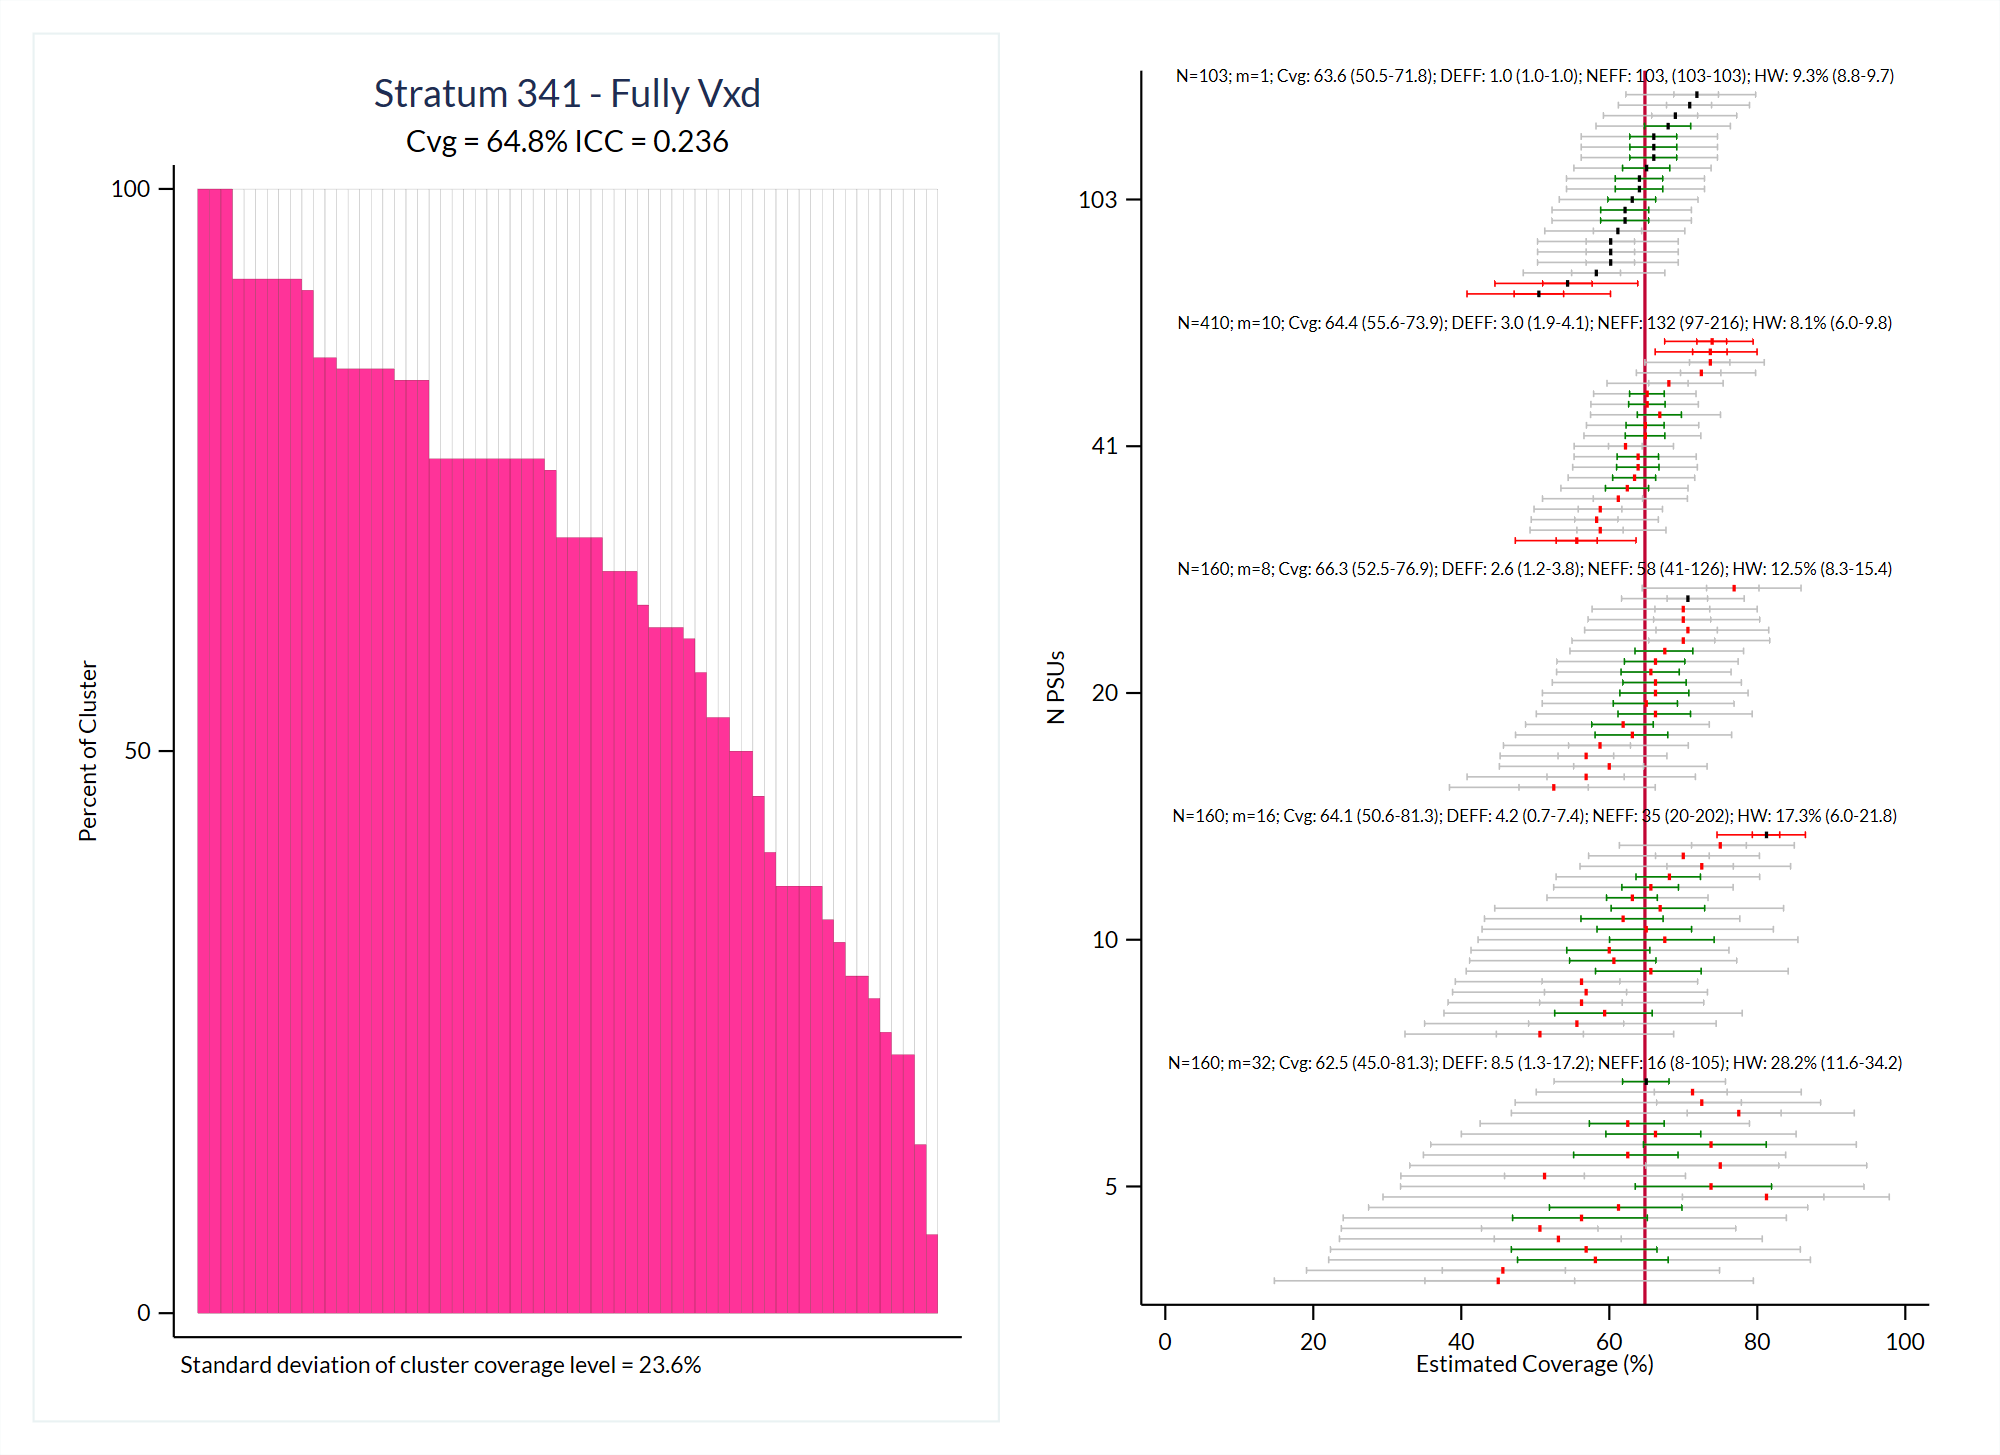 Stratum 341 - Fully Vxd
Cvg = 64.8% ICC = 0.236
100
50
0
Percent of Cluster
Standard deviation of cluster coverage level = 23.6%
N=103; m=1; Cvg: 63.6 (50.5-71.8); DEFF: 1.0 (1.0-1.0); NEFF: 103, (103-103); HW: 9.3% (8.8-9.7)
103
N=410; m=10; Cvg: 64.4 (55.6-73.9); DEFF: 3.0 (1.9-4.1); NEFF: 132 (97-216); HW: 8.1% (6.0-9.8)
41
N=160; m=8; Cvg: 66.3 (52.5-76.9); DEFF: 2.6 (1.2-3.8); NEFF: 58 (41-126); HW: 12.5% (8.3-15.4)
N PSUs
20
N=160; m=16; Cvg: 64.1 (50.6-81.3); DEFF: 4.2 (0.7-7.4); NEFF: 35 (20-202); HW: 17.3% (6.0-21.8)
10
N=160; m=32; Cvg: 62.5 (45.0-81.3); DEFF: 8.5 (1.3-17.2); NEFF: 16 (8-105); HW: 28.2% (11.6-34.2)
5
0 20 40 60 80 100
Estimated Coverage (%)